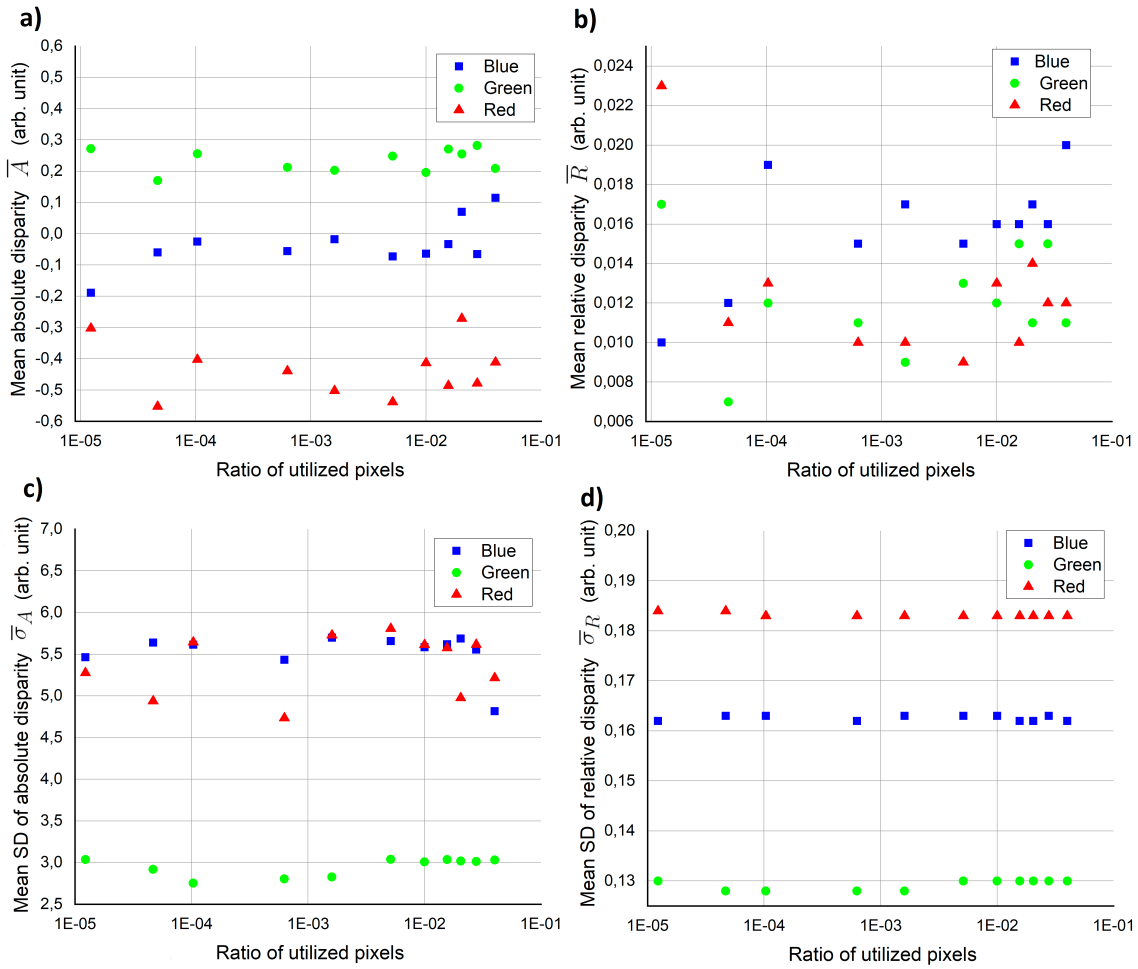 a)
0,6
0,5
0,4
0,3
0,2
0,1
0,0
-0,1
-0,2
-0,3
-0,4
-0,5
-0,6
Mean absolute disparity A (arb. unit)
Blue
Green
Red
1E-05 1E-04 1E-03 1E-02 1E-01
Ratio of utilized pixels
b)
0,024
0,022
0,020
0,018
0,016
0,014
0,012
0,010
0,008
0,006
Mean relative disparity R (arb. unit)
Blue
Green
Red
1E-05 1E-04 1E-03 1E-02 1E-01
Ratio of utilized pixels
c)
7,0
6,5
6,0
5,5
5,0
4,5
4,0
3,5
3,0
2,5
Mean SD of absolute disparity σ̅_A (arb. unit)
Blue
Green
Red
1E-05 1E-04 1E-03 1E-02 1E-01
Ratio of utilized pixels
d)
0,20
0,19
0,18
0,17
0,16
0,15
0,14
0,13
Mean SD of relative disparity σ̅_R (arb. unit)
Blue
Green
Red
1E-05 1E-04 1E-03 1E-02 1E-01
Ratio of utilized pixels